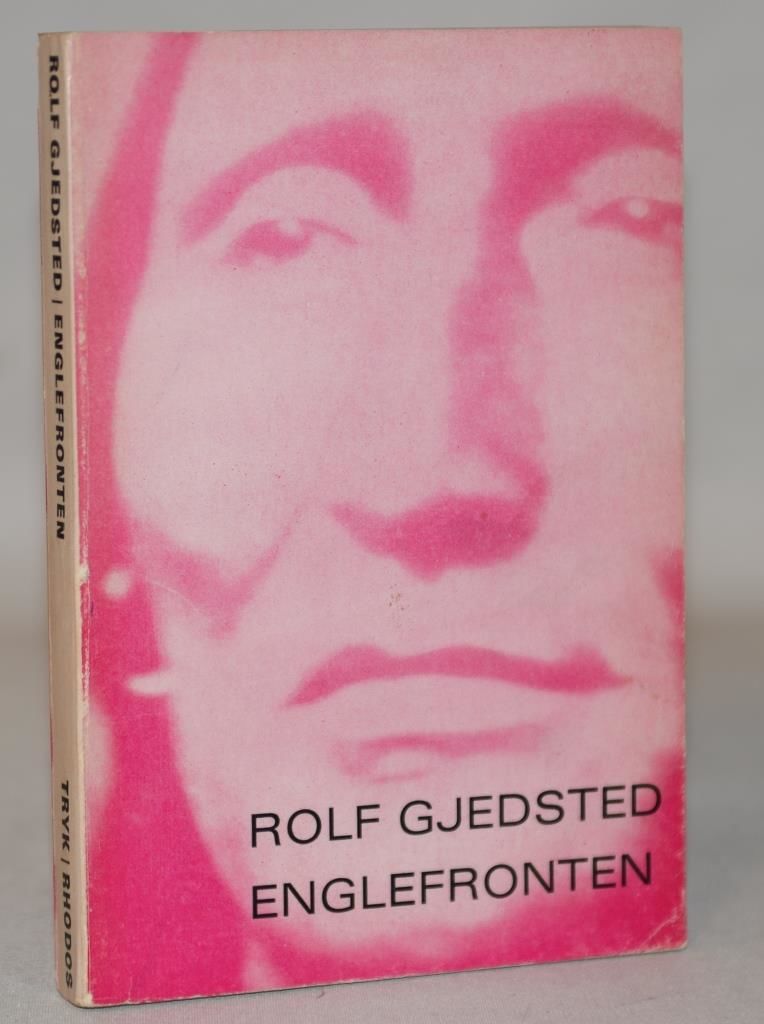 ROLF GJEDSTED | ENGLEFRONTEN
TRYK | RHODOS
ROLF GJEDSTED
ENGLEFRONTEN